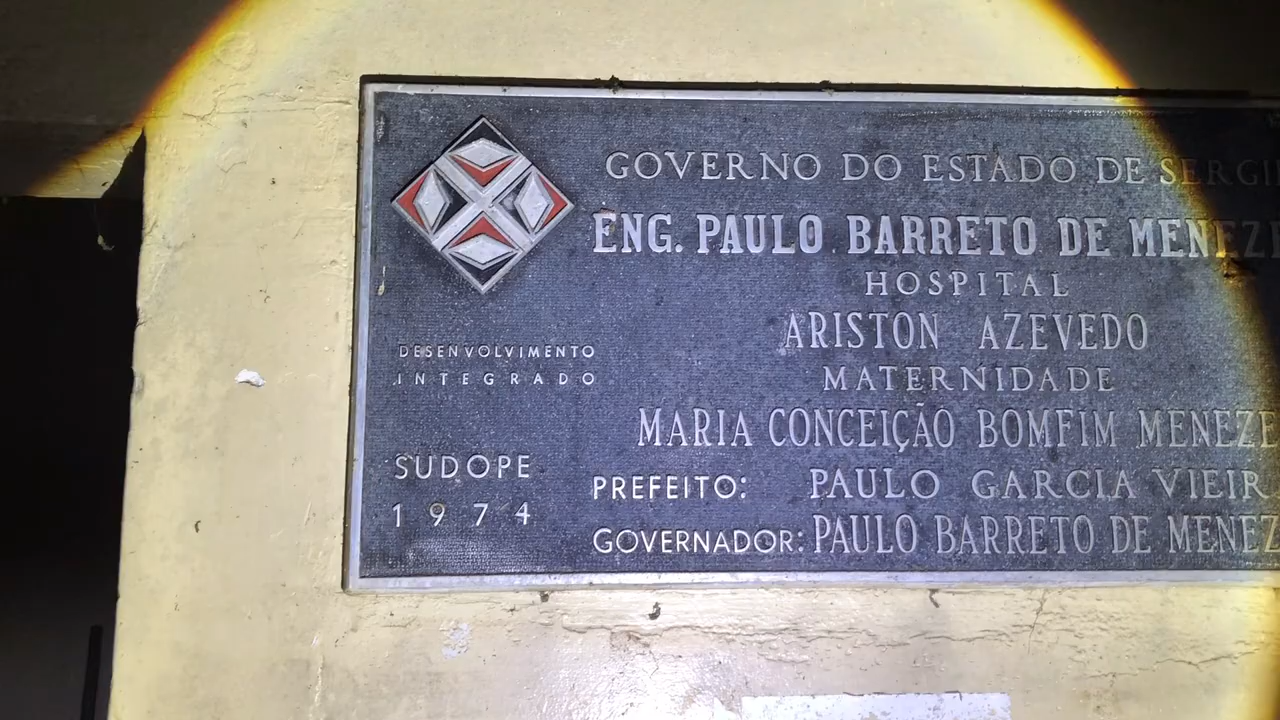 GOVERNO DO ESTADO DE SERGI
ENG. PAULO BARRETO DE MENEZE
HOSPITAL
ARISTON AZEVEDO
MATERNIDADE
MARIA CONCEIÇÃO BOMFIM MENEZE
PREFEITO: PAULO GARCIA VIEIR
GOVERNADOR: PAULO BARRETO DE MENEZ
DESENVOLVIMENTO
INTEGRADO
SUDOPE
1974